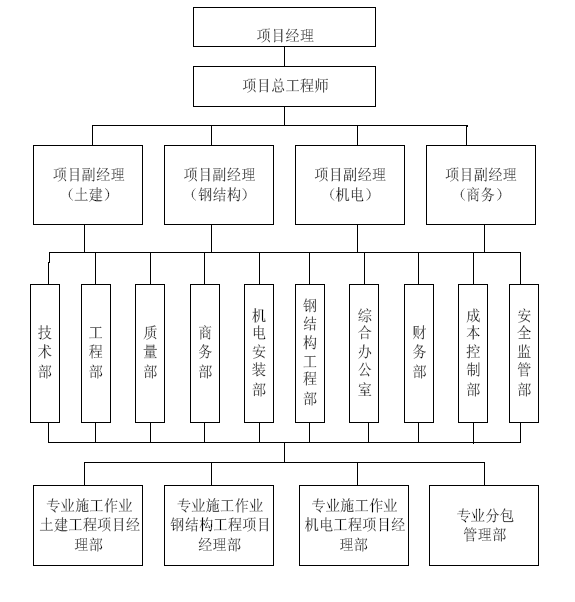 项目经理
项目总工程师
项目副经理
（土建）
项目副经理
（钢结构）
项目副经理
（机电）
项目副经理
（商务）
技术部
工程部
质量部
商务部
机电安装部
钢结构工程部
综合办公室
财务部
成本控制部
安全监管部
专业施工作业
土建工程项目经
理部
专业施工作业
钢结构工程项目
经理部
专业施工作业
机电工程项目经
理部
专业分包
管理部